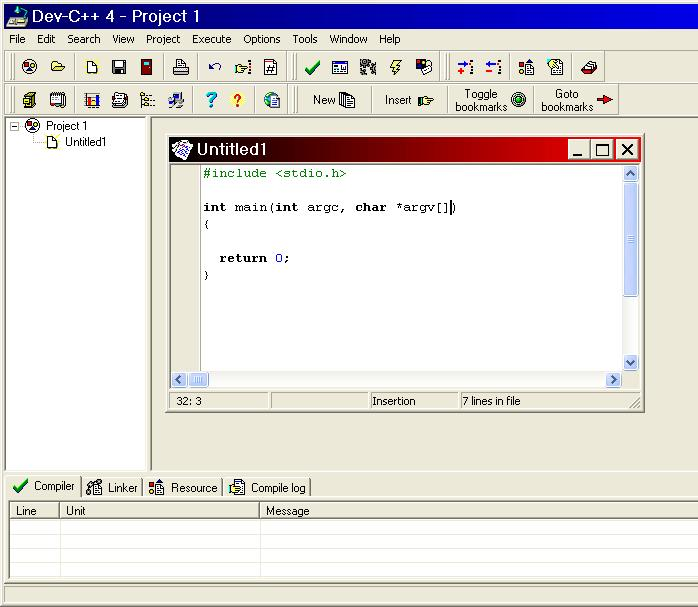 Dev-C++ 4 - Project 1
File Edit Search View Project Execute Options Tools Window Help
New Insert Toggle bookmarks Goto bookmarks
Project 1
Untitled1
Untitled1
#include <stdio.h>
int main(int argc, char *argv[])
{
return 0;
}
32: 3 Insertion 7 lines in file
Compiler Linker Resource Compile log
Line Unit Message